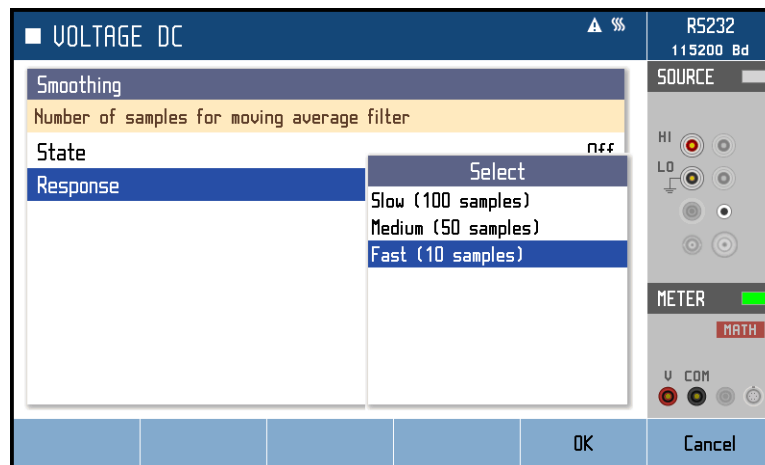 VOLTAGE DC
RS232
115200 Bd
Smoothing
Number of samples for moving average filter
State
Off
Response
Select
Slow (100 samples)
Medium (50 samples)
Fast (10 samples)
SOURCE
HI
LO
METER
MATH
V COM
OK
Cancel